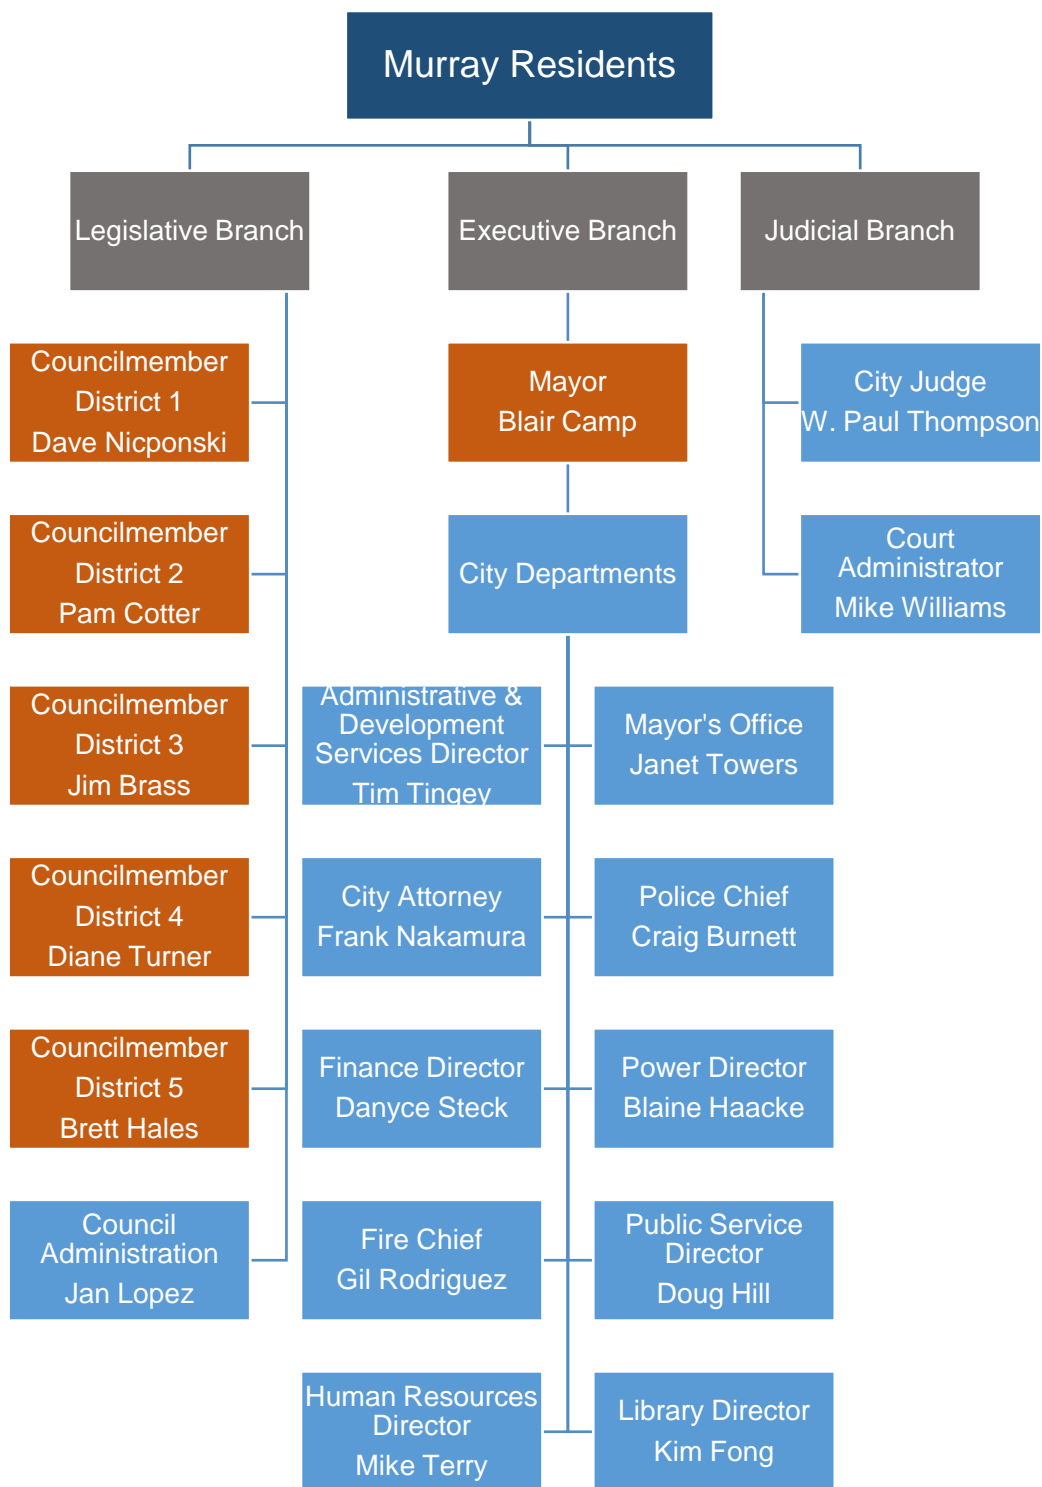 Murray Residents
Legislative Branch
Executive Branch
Judicial Branch
Councilmember
District 1
Dave Nicponski
Mayor
Blair Camp
City Judge
W. Paul Thompson
Councilmember
District 2
Pam Cotter
City Departments
Court
Administrator
Mike Williams
Councilmember
District 3
Jim Brass
Administrative &
Development
Services Director
Tim Tingey
Mayor's Office
Janet Towers
Councilmember
District 4
Diane Turner
City Attorney
Frank Nakamura
Police Chief
Craig Burnett
Councilmember
District 5
Brett Hales
Finance Director
Danyce Steck
Power Director
Blaine Haacke
Council
Administration
Jan Lopez
Fire Chief
Gil Rodriguez
Public Service
Director
Doug Hill
Human Resources
Director
Mike Terry
Library Director
Kim Fong